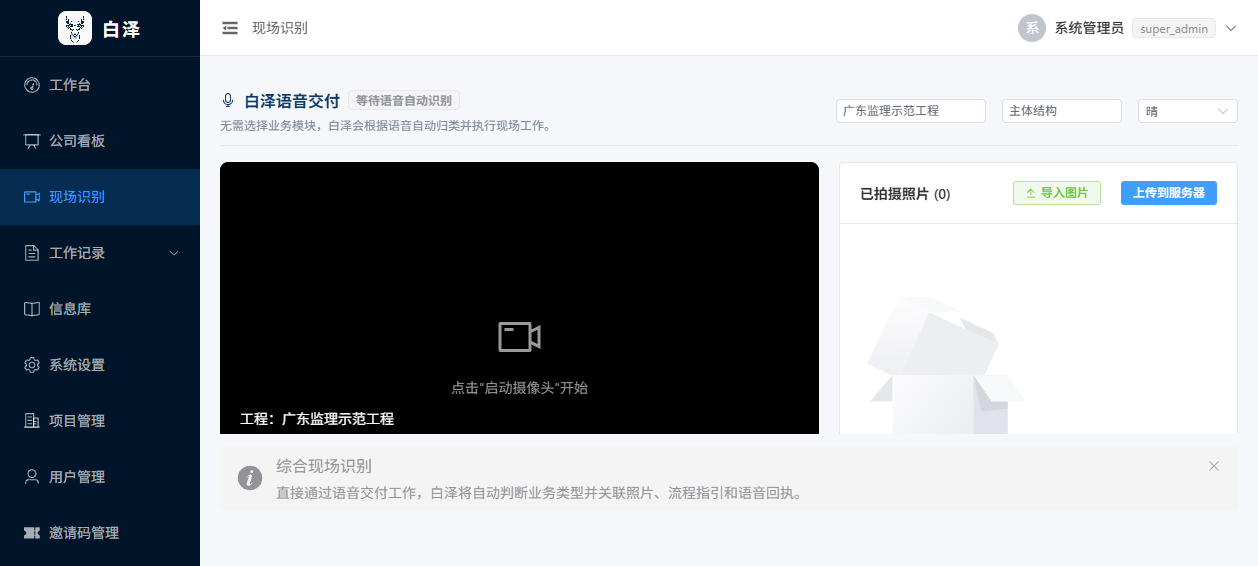 白泽
现场识别
系
系统管理员
super_admin
工作台
公司看板
现场识别
工作记录
信息库
系统设置
项目管理
用户管理
邀请码管理
白泽语音交付
等待语音自动识别
无需选择业务模块，白泽会根据语音自动归类并执行现场工作。
广东监理示范工程
主体结构
晴
点击"启动摄像头"开始
工程：广东监理示范工程
已拍摄照片 (0)
导入图片
上传到服务器
综合现场识别
直接通过语音交付工作，白泽将自动判断业务类型并关联照片、流程指引和语音回执。